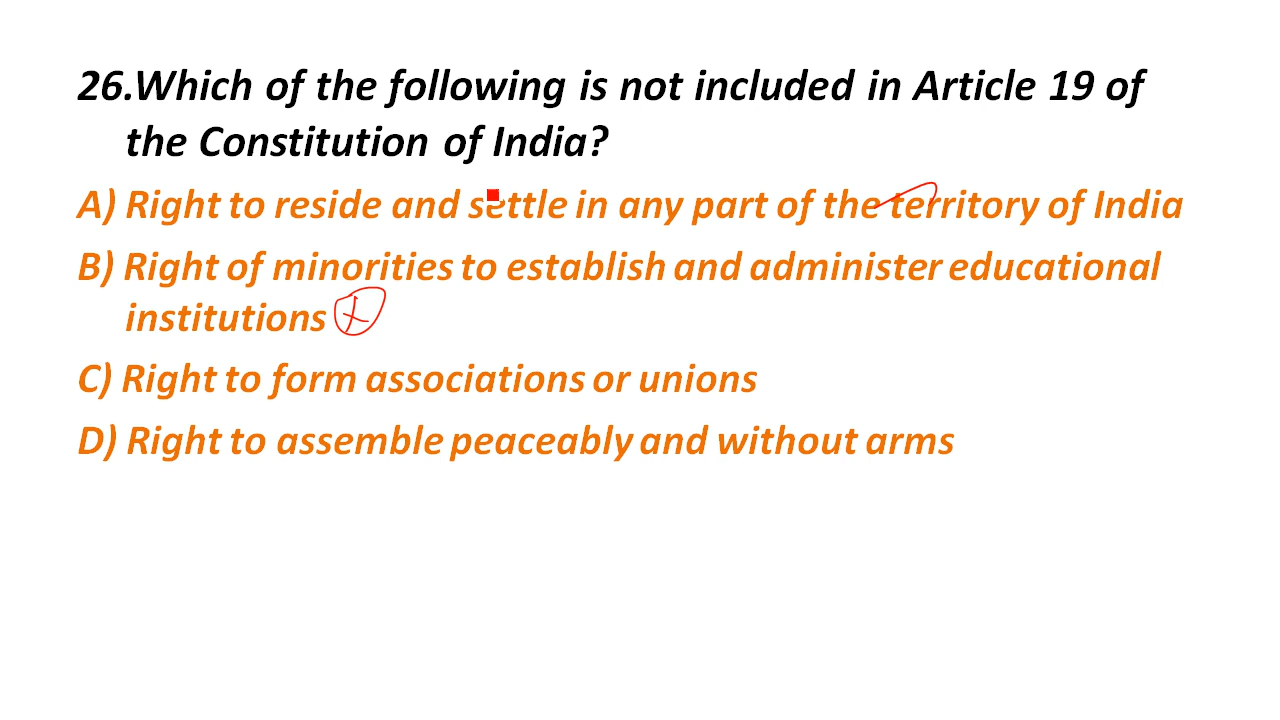 26.Which of the following is not included in Article 19 of
the Constitution of India?
A) Right to reside and settle in any part of the territory of India
B) Right of minorities to establish and administer educational
institutions
C) Right to form associations or unions
D) Right to assemble peaceably and without arms